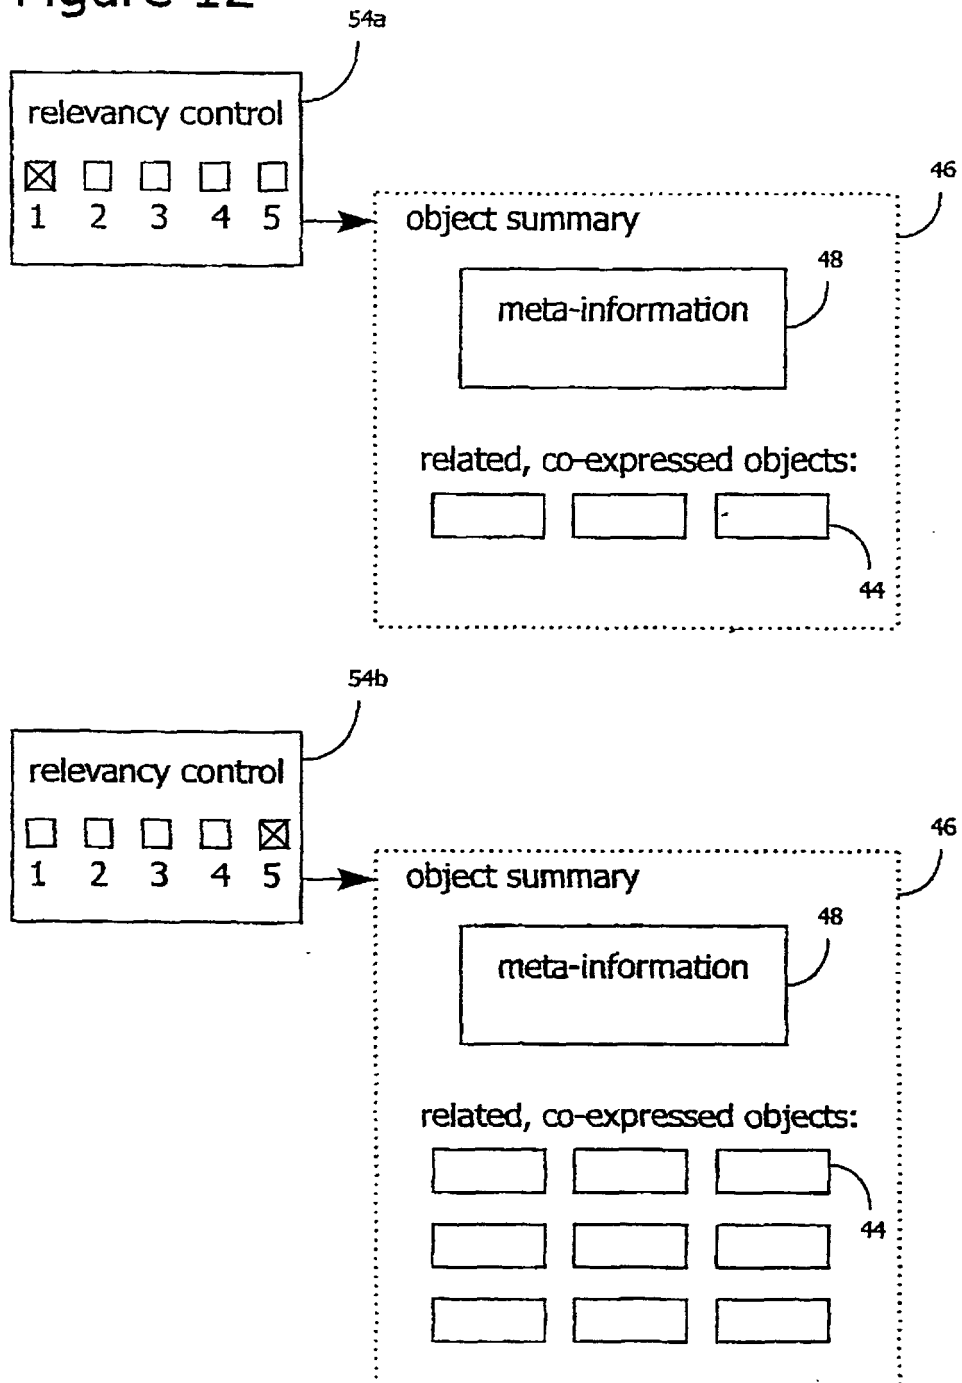 Figure 12
54a
relevancy control
1 2 3 4 5
46
object summary
48
meta-information
related, co-expressed objects:
44
54b
relevancy control
1 2 3 4 5
46
object summary
48
meta-information
related, co-expressed objects:
44